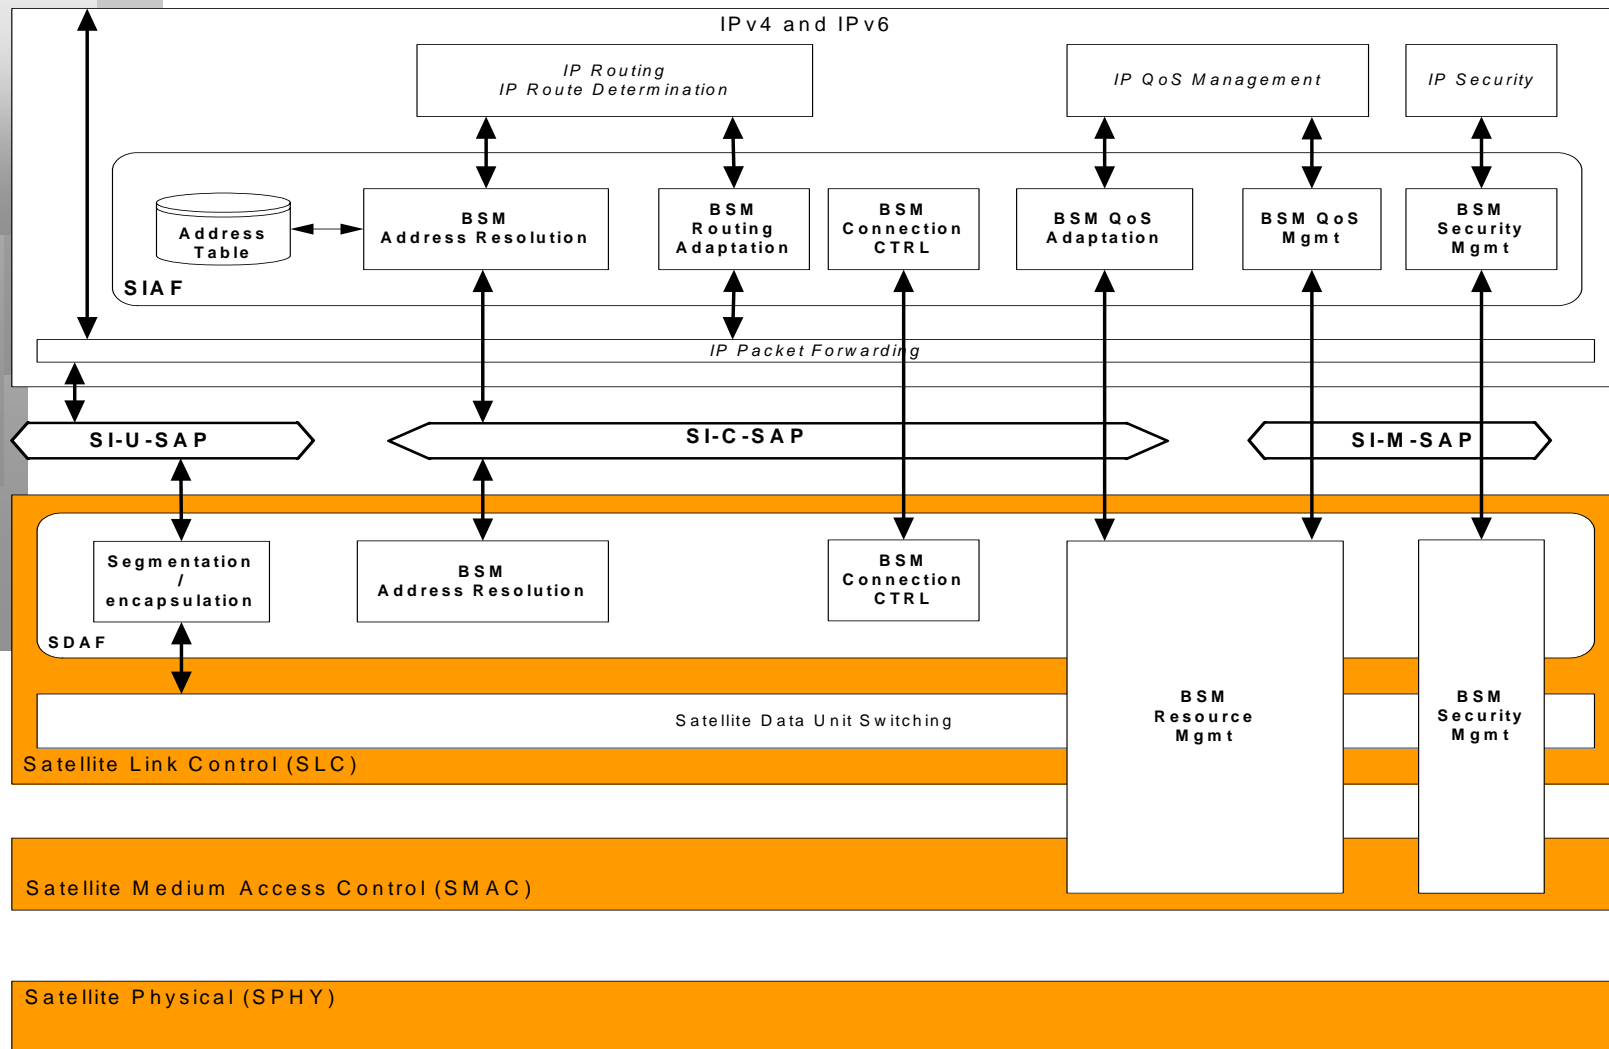 IPv4 and IPv6
IP Routing
IP Route Determination
IP QoS Management
IP Security
Address
Table
BSM
Address Resolution
BSM
Routing
Adaptation
BSM
Connection
CTRL
BSM QoS
Adaptation
BSM QoS
Mgmt
BSM
Security
Mgmt
SIAF
IP Packet Forwarding
SI-U-SAP
SI-C-SAP
SI-M-SAP
Segmentation
/
encapsulation
BSM
Address Resolution
BSM
Connection
CTRL
SDAF
BSM
Resource
Mgmt
BSM
Security
Mgmt
Satellite Data Unit Switching
Satellite Link Control (SLC)
Satellite Medium Access Control (SMAC)
Satellite Physical (SPHY)